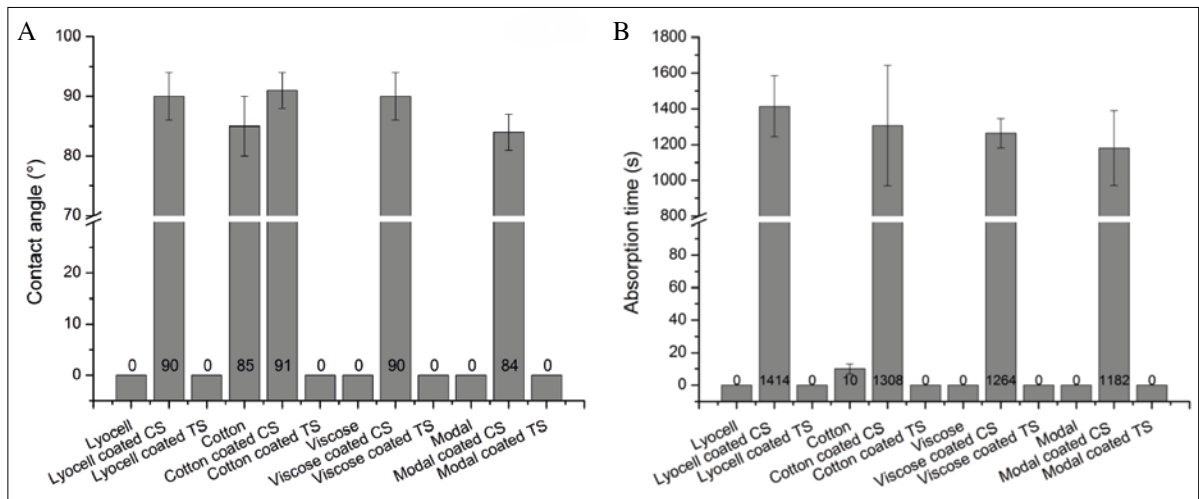 A
Contact angle (°)
100
90
80
70
20
10
0
0
90
0
85
91
0
0
90
0
0
84
0
Lyocell
Lyocell coated CS
Lyocell coated TS
Cotton
Cotton coated CS
Cotton coated TS
Viscose
Viscose coated CS
Viscose coated TS
Modal
Modal coated CS
Modal coated TS
B
Absorption time (s)
1800
1600
1400
1200
1000
800
80
60
40
20
0
0
1414
0
10
1308
0
0
1264
0
0
1182
0
Lyocell
Lyocell coated CS
Lyocell coated TS
Cotton
Cotton coated CS
Cotton coated TS
Viscose
Viscose coated CS
Viscose coated TS
Modal
Modal coated CS
Modal coated TS